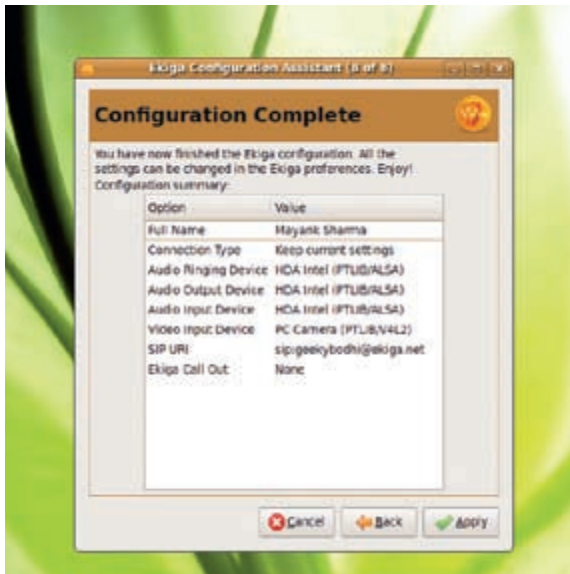 Ekiga Configuration Assistant (8 of 8)
Configuration Complete
You have now finished the Ekiga configuration. All the
settings can be changed in the Ekiga preferences. Enjoy!
Configuration summary:
Option Value
Full Name Mayank Sharma
Connection Type Keep current settings
Audio Ringing Device HDA Intel (PTLIB/ALSA)
Audio Output Device HDA Intel (PTLIB/ALSA)
Audio Input Device HDA Intel (PTLIB/ALSA)
Video Input Device PC Camera (PTLIB/V4L2)
SIP URI sip:geekybodhi@ekiga.net
Ekiga Call Out None
Cancel Back Apply